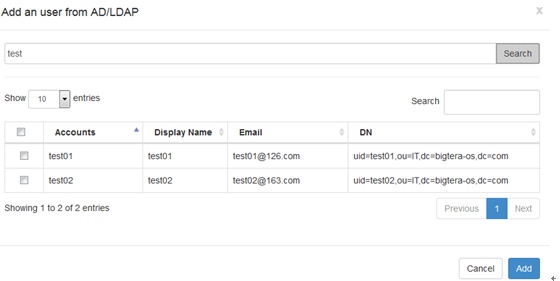 Add an user from AD/LDAP x
test Search
Show 10 entries Search
Accounts Display Name Email DN
test01 test01 test01@126.com uid=test01,ou=IT,dc=bigtera-os,dc=com
test02 test02 test02@163.com uid=test02,ou=IT,dc=bigtera-os,dc=com
Showing 1 to 2 of 2 entries Previous 1 Next
Cancel Add